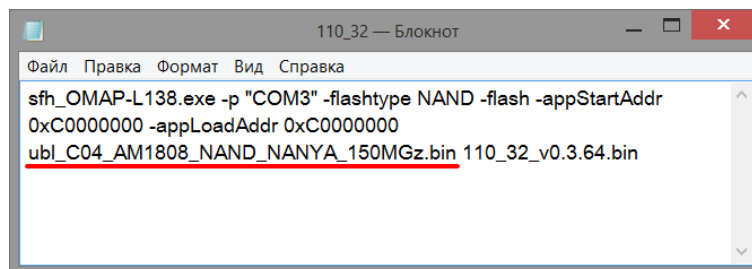 110_32 — Блокнот
Файл Правка Формат Вид Справка
sfh_OMAP-L138.exe -p "COM3" -flashtype NAND -flash -appStartAddr
0xC0000000 -appLoadAddr 0xC0000000
ubl_C04_AM1808_NAND_NANYA_150MGz.bin 110_32_v0.3.64.bin